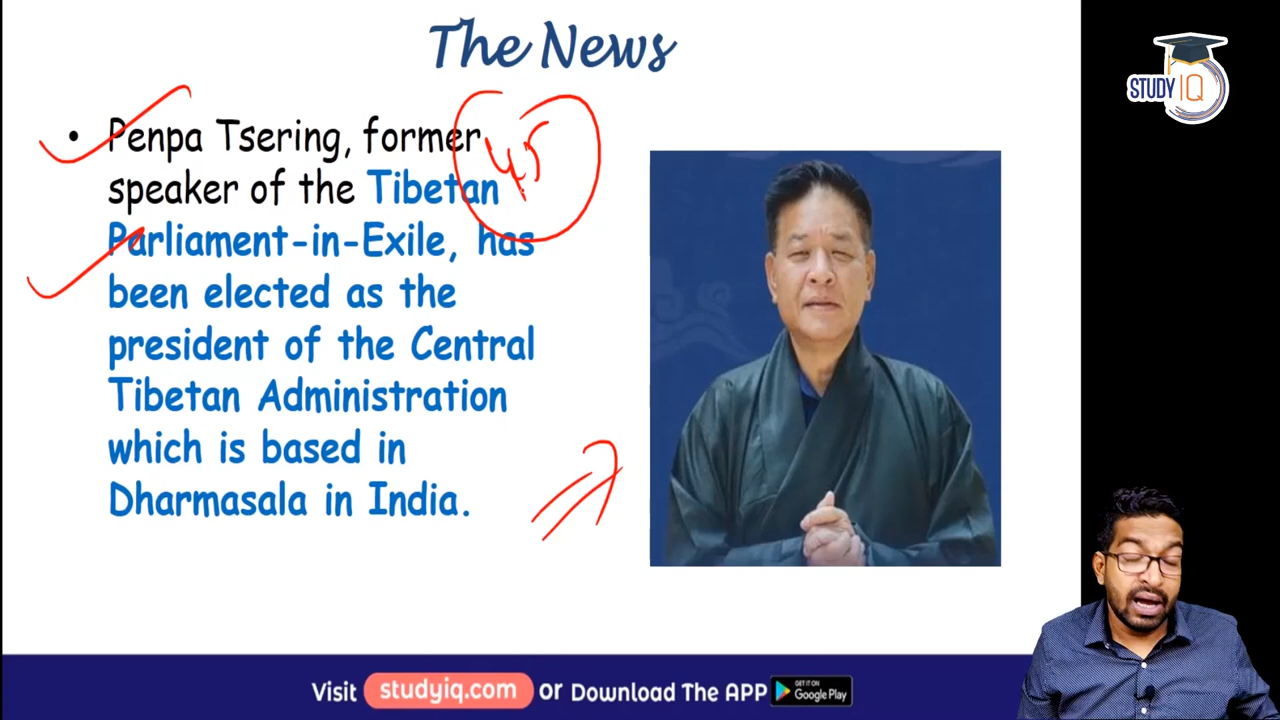 The News
STUDY IQ
• Penpa Tsering, former
45
speaker of the Tibetan
Parliament-in-Exile, has
been elected as the
president of the Central
Tibetan Administration
which is based in
Dharmasala in India.
Visit studyiq.com or Download The APP GET IT ON Google Play